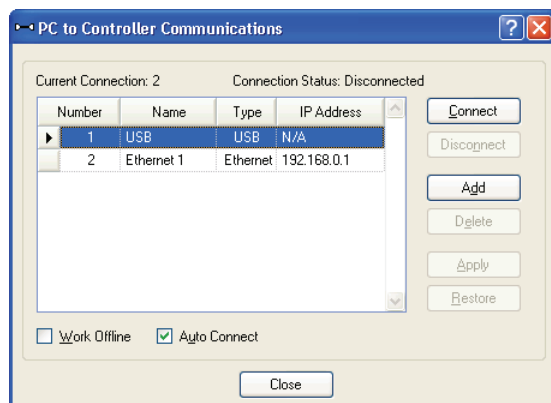 PC to Controller Communications
Current Connection: 2 Connection Status: Disconnected
Number Name Type IP Address
1 USB USB N/A
2 Ethernet 1 Ethernet 192.168.0.1
Connect
Disconnect
Add
Delete
Apply
Restore
Work Offline Auto Connect
Close